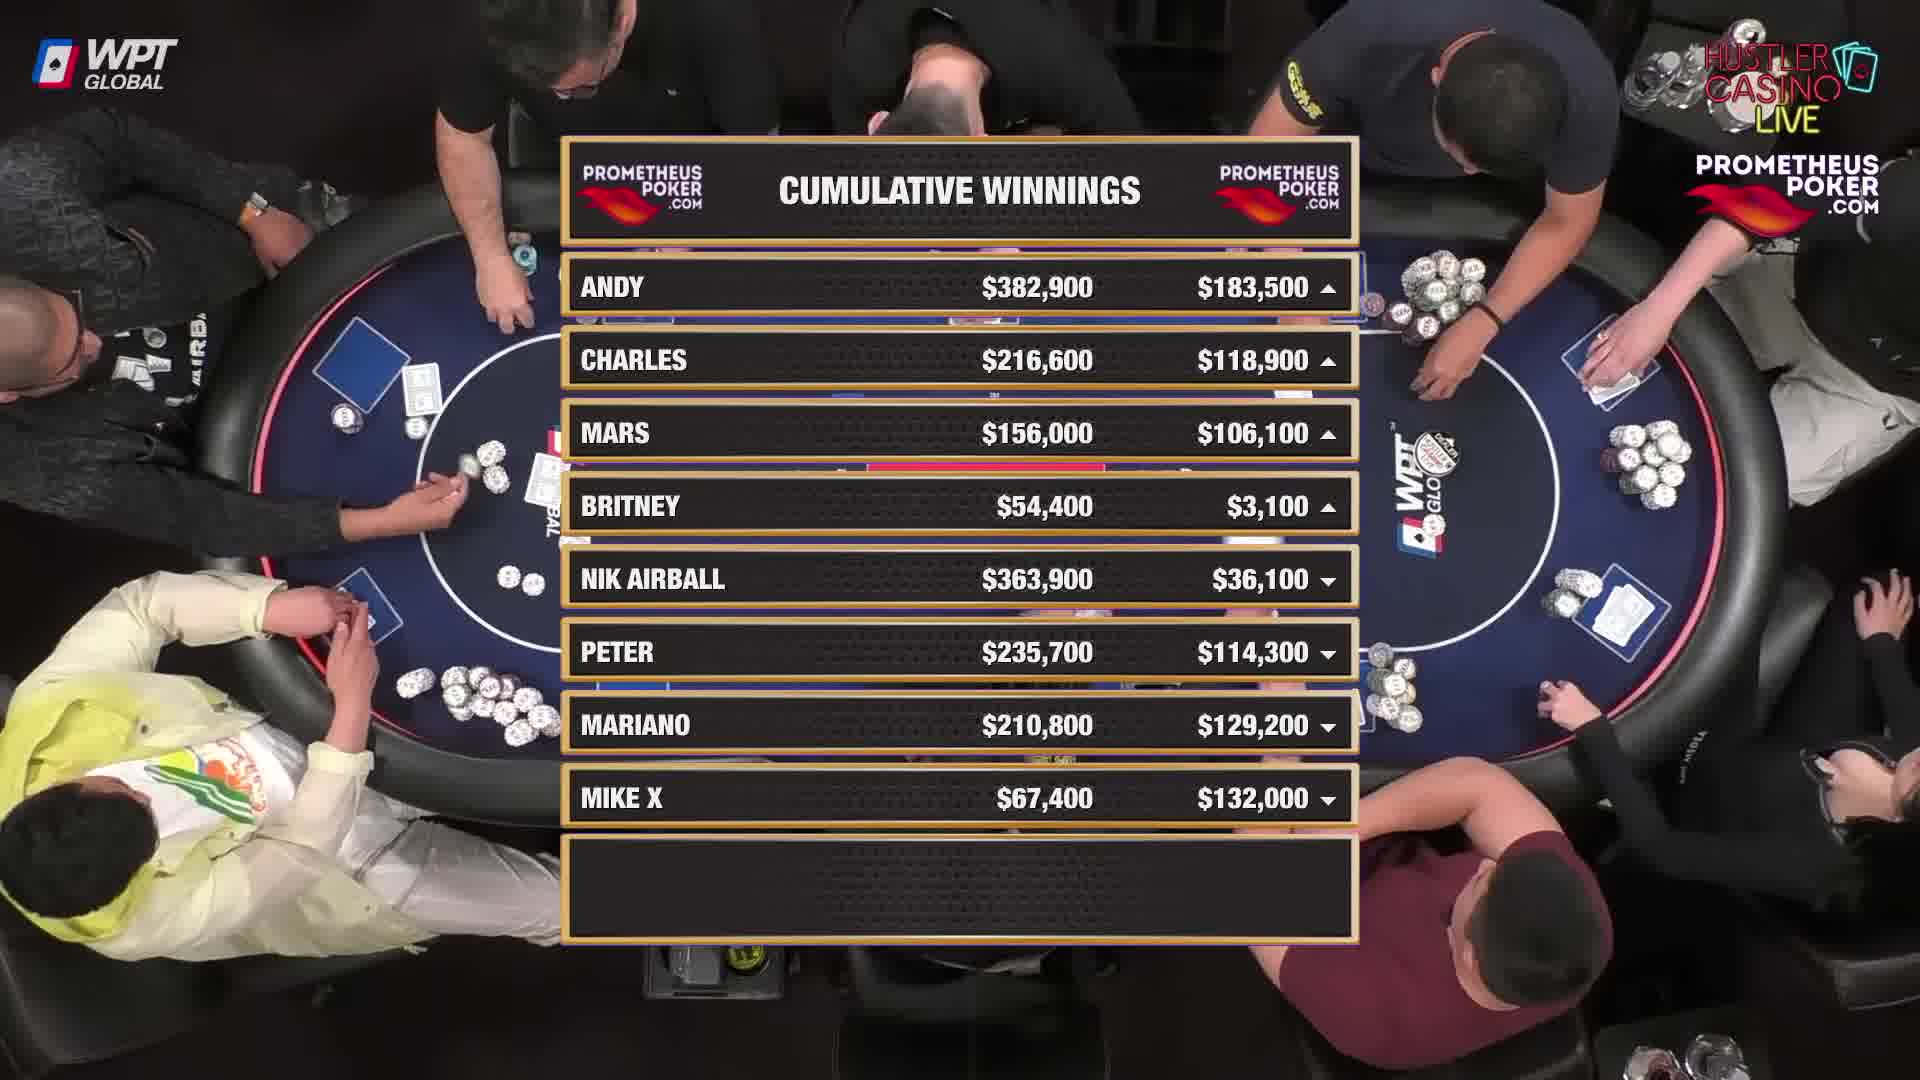 WPT
GLOBAL
HUSTLER
CASINO
LIVE
PROMETHEUS
POKER
.COM
PROMETHEUS
POKER
.COM
CUMULATIVE WINNINGS
PROMETHEUS
POKER
.COM
ANDY $382,900 $183,500 ▲
CHARLES $216,600 $118,900 ▲
MARS $156,000 $106,100 ▲
BRITNEY $54,400 $3,100 ▲
NIK AIRBALL $363,900 $36,100 ▼
PETER $235,700 $114,300 ▼
MARIANO $210,800 $129,200 ▼
MIKE X $67,400 $132,000 ▼
WPT